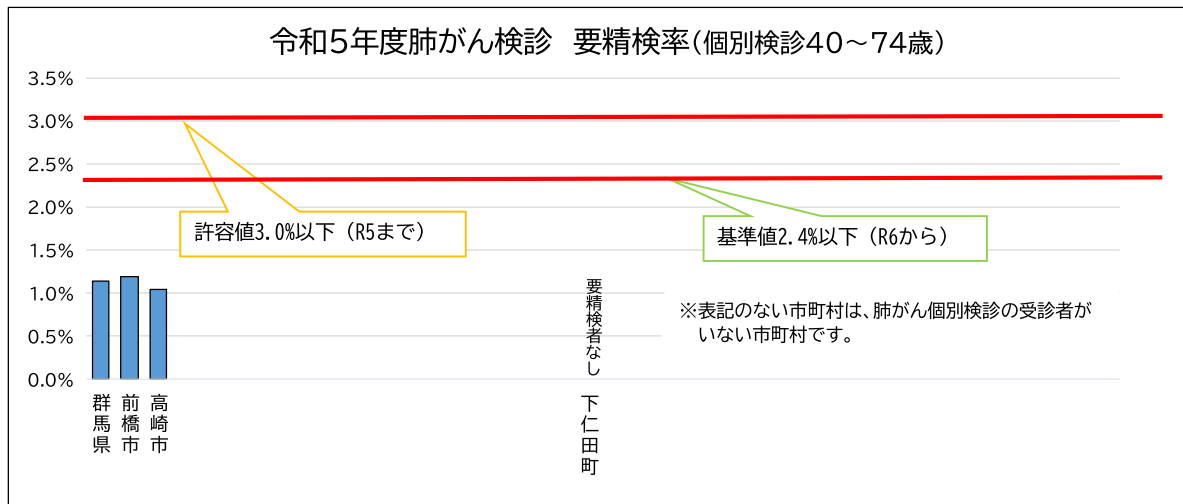 令和5年度肺がん検診　要精検率(個別検診40～74歳)
3.5%
3.0%
2.5%
2.0%
1.5%
1.0%
0.5%
0.0%
許容値3.0%以下（R5まで）
基準値2.4%以下（R6から）
要精検者なし
※表記のない市町村は、肺がん個別検診の受診者が
いない市町村です。
群馬県
前橋市
高崎市
下仁田町